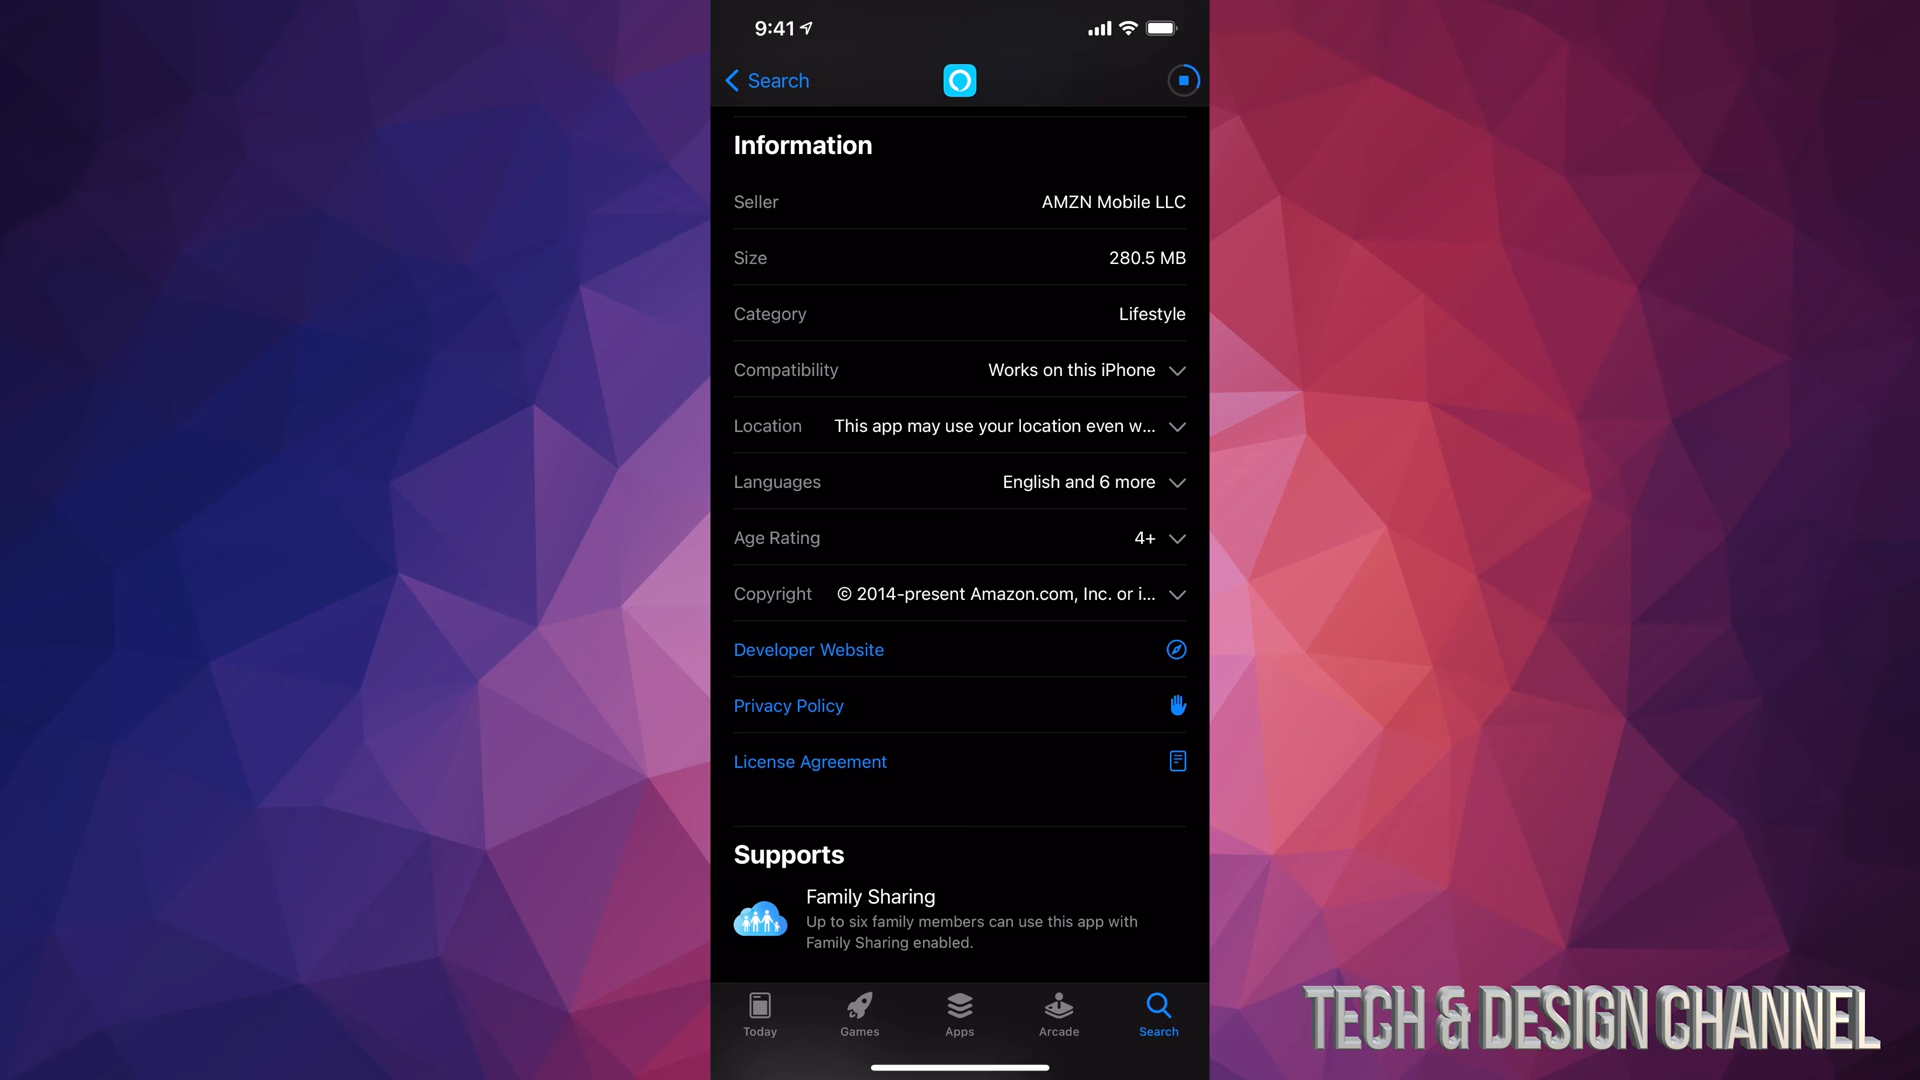 9:41
Search
Information
Seller AMZN Mobile LLC
Size 280.5 MB
Category Lifestyle
Compatibility Works on this iPhone
Location This app may use your location even w...
Languages English and 6 more
Age Rating 4+
Copyright © 2014-present Amazon.com, Inc. or i...
Developer Website
Privacy Policy
License Agreement
Supports
Family Sharing
Up to six family members can use this app with
Family Sharing enabled.
Today Games Apps Arcade Search
TECH & DESIGN CHANNEL